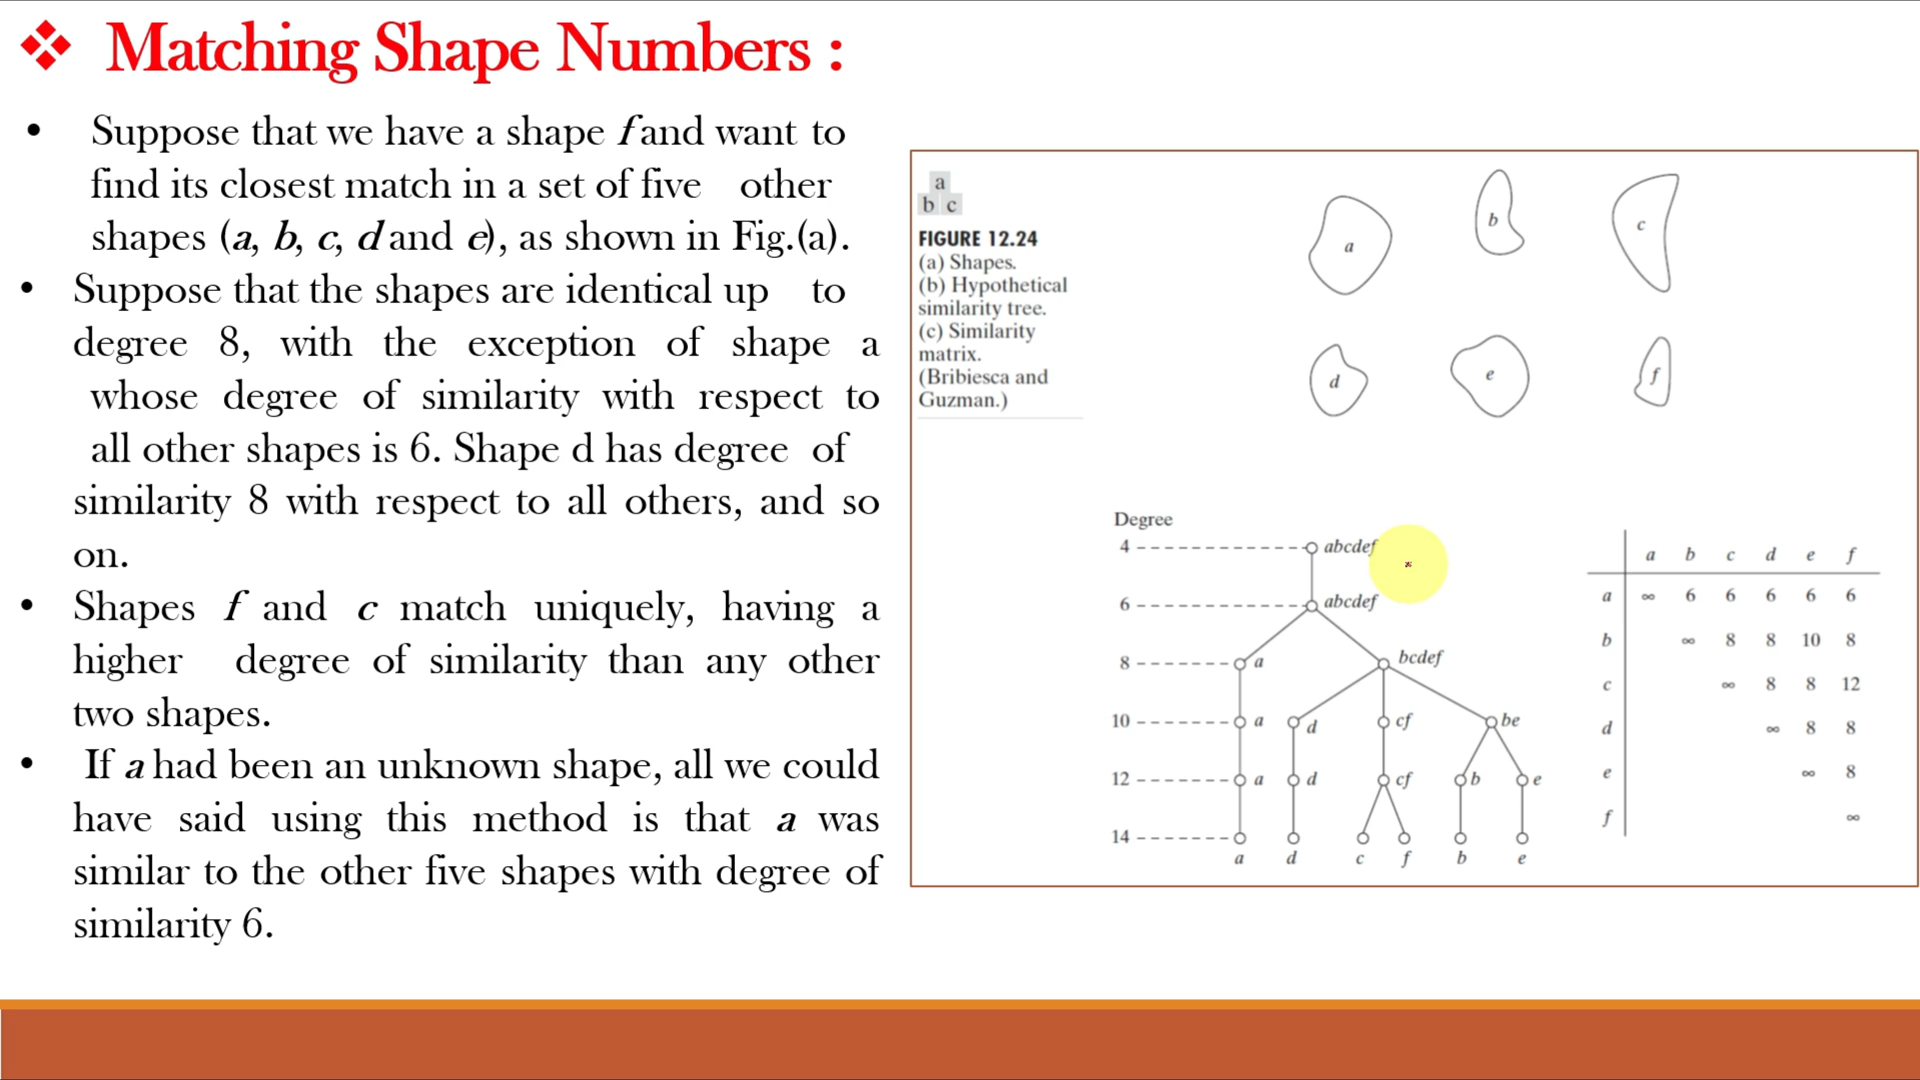 ❖ Matching Shape Numbers :
• Suppose that we have a shape f and want to
find its closest match in a set of five other
shapes (a, b, c, d and e), as shown in Fig.(a).
• Suppose that the shapes are identical up to
degree 8, with the exception of shape a
whose degree of similarity with respect to
all other shapes is 6. Shape d has degree of
similarity 8 with respect to all others, and so
on.
• Shapes f and c match uniquely, having a
higher degree of similarity than any other
two shapes.
• If a had been an unknown shape, all we could
have said using this method is that a was
similar to the other five shapes with degree of
similarity 6.
a
b c
FIGURE 12.24
(a) Shapes.
(b) Hypothetical
similarity tree.
(c) Similarity
matrix.
(Bribiesca and
Guzman.)
a b c
d e f
Degree
4 abcdef
6 abcdef
8 a bcdef
10 a d cf be
12 a d cf b e
14
a d c f b e
a b c d e f
a ∞ 6 6 6 6 6
b ∞ 8 8 10 8
c ∞ 8 8 12
d ∞ 8 8
e ∞ 8
f ∞